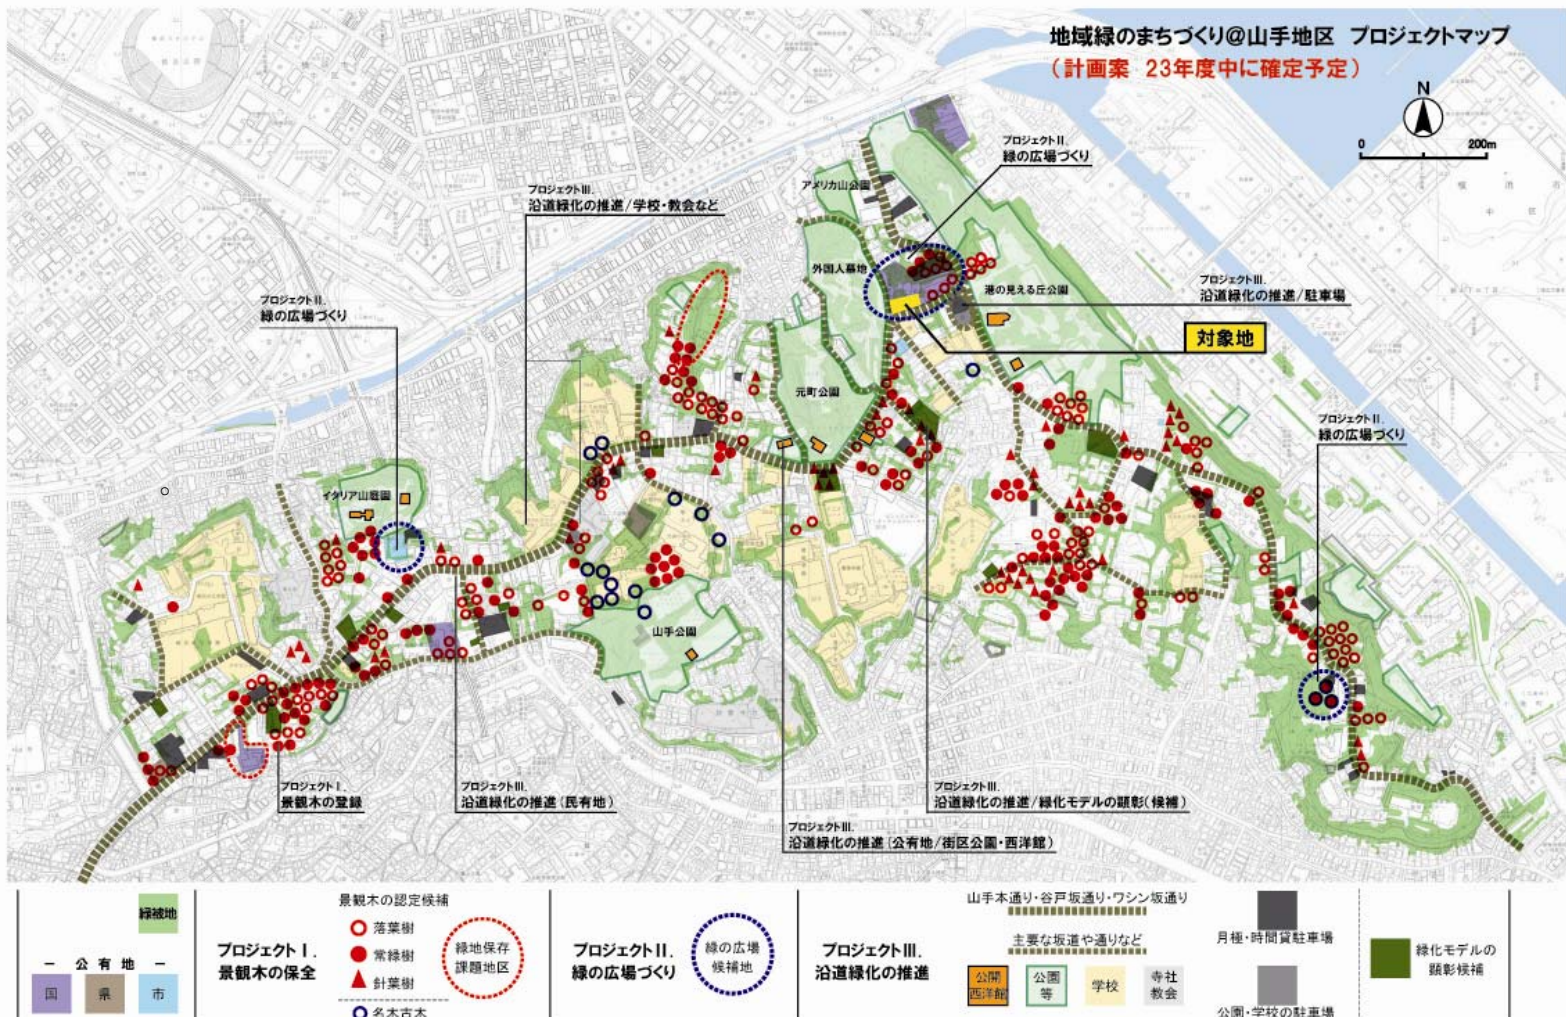 地域緑のまちづくり@山手地区 プロジェクトマップ
(計画案 23年度中に確定予定)
N
0 200m
プロジェクトII.
緑の広場づくり
アメリカ山公園
プロジェクトIII.
沿道緑化の推進/学校・教会など
外国人墓地
港の見える丘公園
プロジェクトIII.
沿道緑化の推進/駐車場
プロジェクトII.
緑の広場づくり
対象地
元町公園
プロジェクトII.
緑の広場づくり
イタリア山庭園
山手公園
プロジェクトI.
景観木の登録
プロジェクトIII.
沿道緑化の推進(民有地)
プロジェクトIII.
沿道緑化の推進/緑化モデルの顕彰(候補)
プロジェクトIII.
沿道緑化の推進(公有地/街区公園・西洋館)
緑被地
- 公有地 -
国 県 市
プロジェクトI.
景観木の保全
景観木の認定候補
落葉樹
常緑樹
針葉樹
名木古木
緑地保存
課題地区
プロジェクトII.
緑の広場づくり
緑の広場
候補地
プロジェクトIII.
沿道緑化の推進
山手本通り・谷戸坂通り・ワシン坂通り
主要な坂道や通りなど
公開
西洋館
公園
等
学校
寺社
教会
月極・時間貸駐車場
公園・学校の駐車場
緑化モデルの
顕彰候補